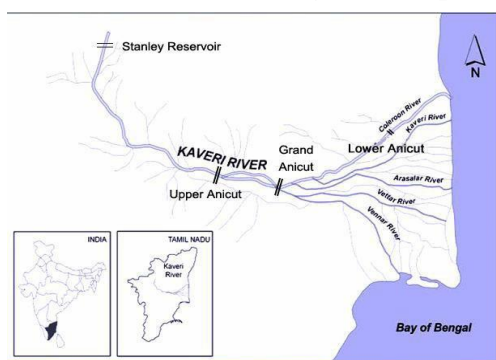 Stanley Reservoir
N
Coleroon River
Kaveri River
KAVERI RIVER
Grand
Anicut
Lower Anicut
Upper Anicut
Arasalar River
Vettar River
Vennar River
INDIA
TAMIL NADU
Kaveri
River
Bay of Bengal